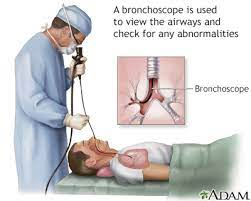 A bronchoscope is used
to view the airways and
check for any abnormalities
Bronchoscope
ADAM